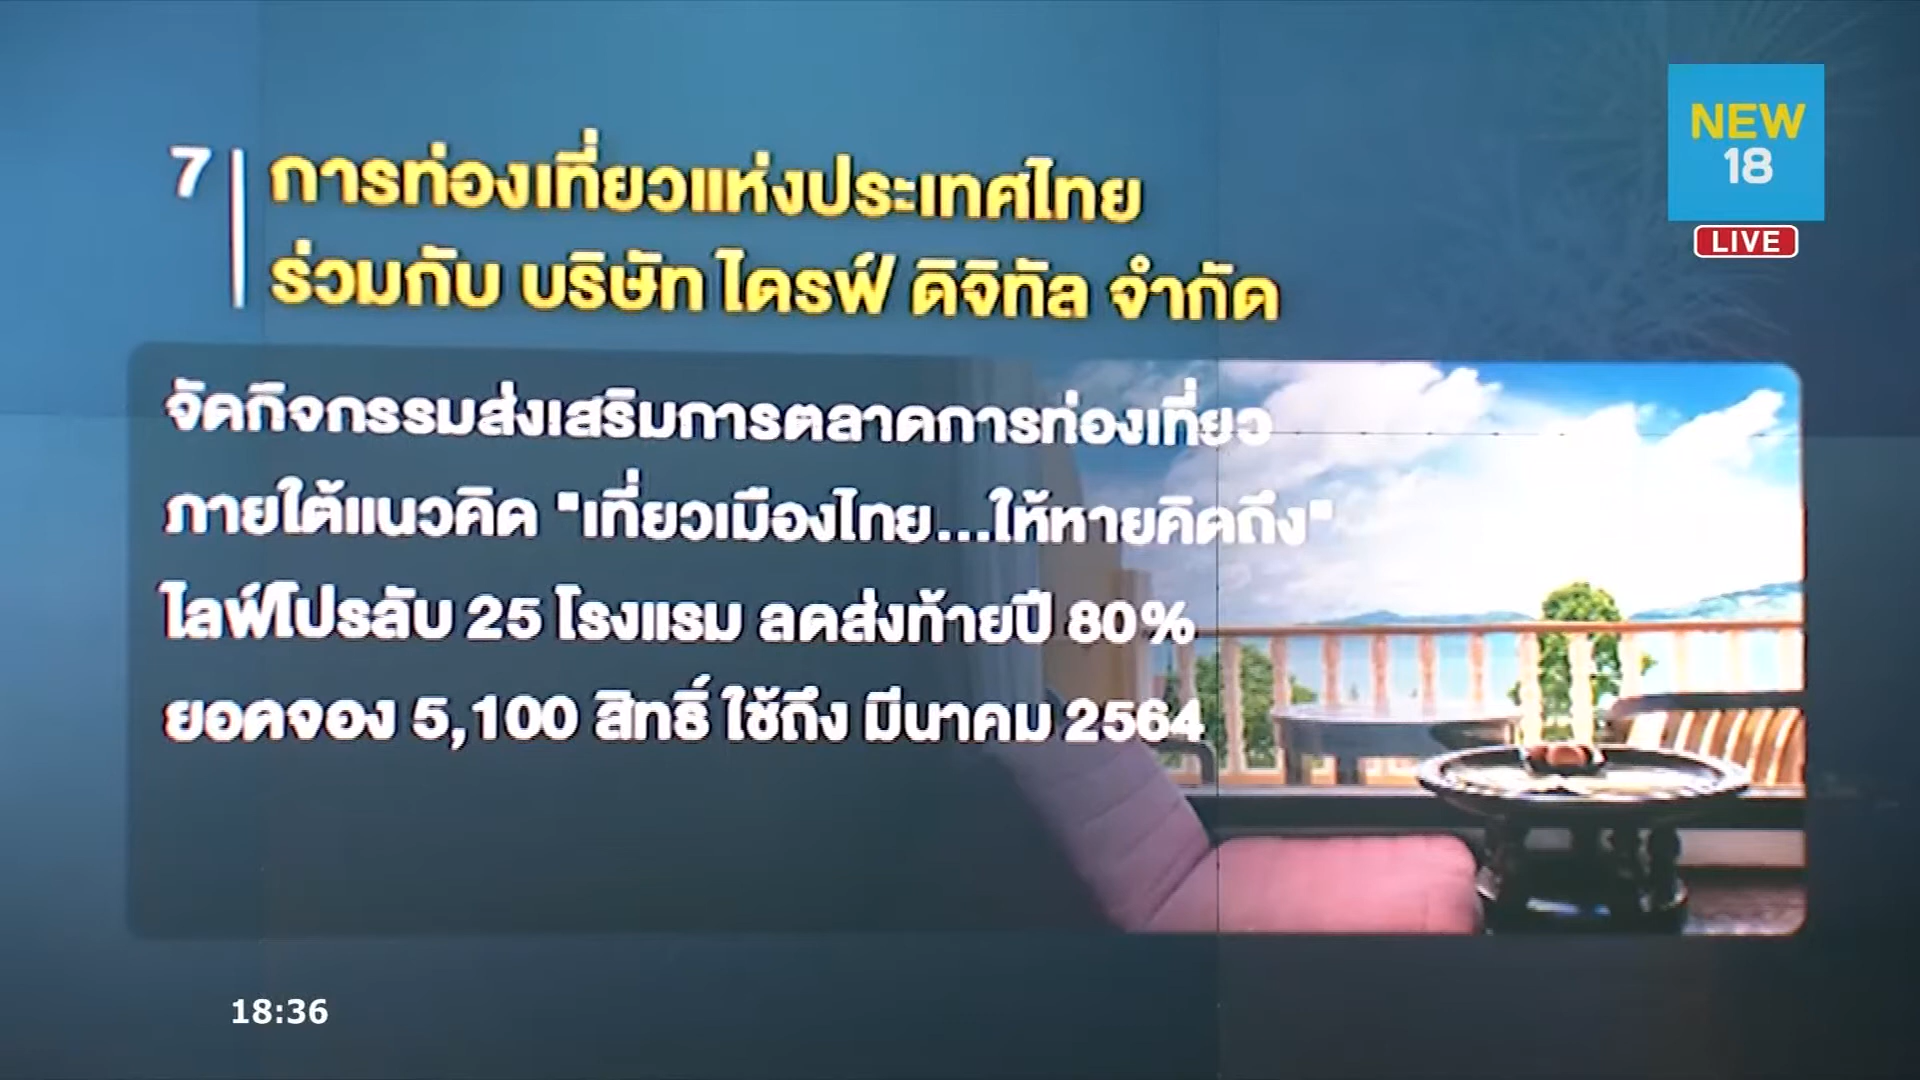 NEW
18
LIVE
7 การท่องเที่ยวแห่งประเทศไทย
ร่วมกับ บริษัท ไดรฟ์ ดิจิทัล จำกัด
จัดกิจกรรมส่งเสริมการตลาดการท่องเที่ยว
ภายใต้แนวคิด "เที่ยวเมืองไทย...ให้หายคิดถึง"
ไลฟ์โปรลับ 25 โรงแรม ลดส่งท้ายปี 80%
ยอดจอง 5,100 สิทธิ์ ใช้ถึง มีนาคม 2564
18:36